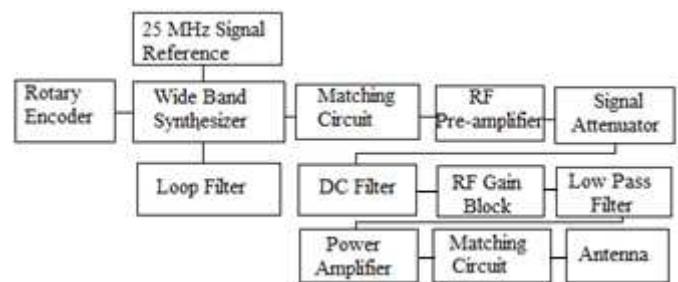 25 MHz Signal
Reference
Rotary
Encoder
Wide Band
Synthesizer
Matching
Circuit
RF
Pre-amplifier
Signal
Attenuator
Loop Filter
DC Filter
RF Gain
Block
Low Pass
Filter
Power
Amplifier
Matching
Circuit
Antenna